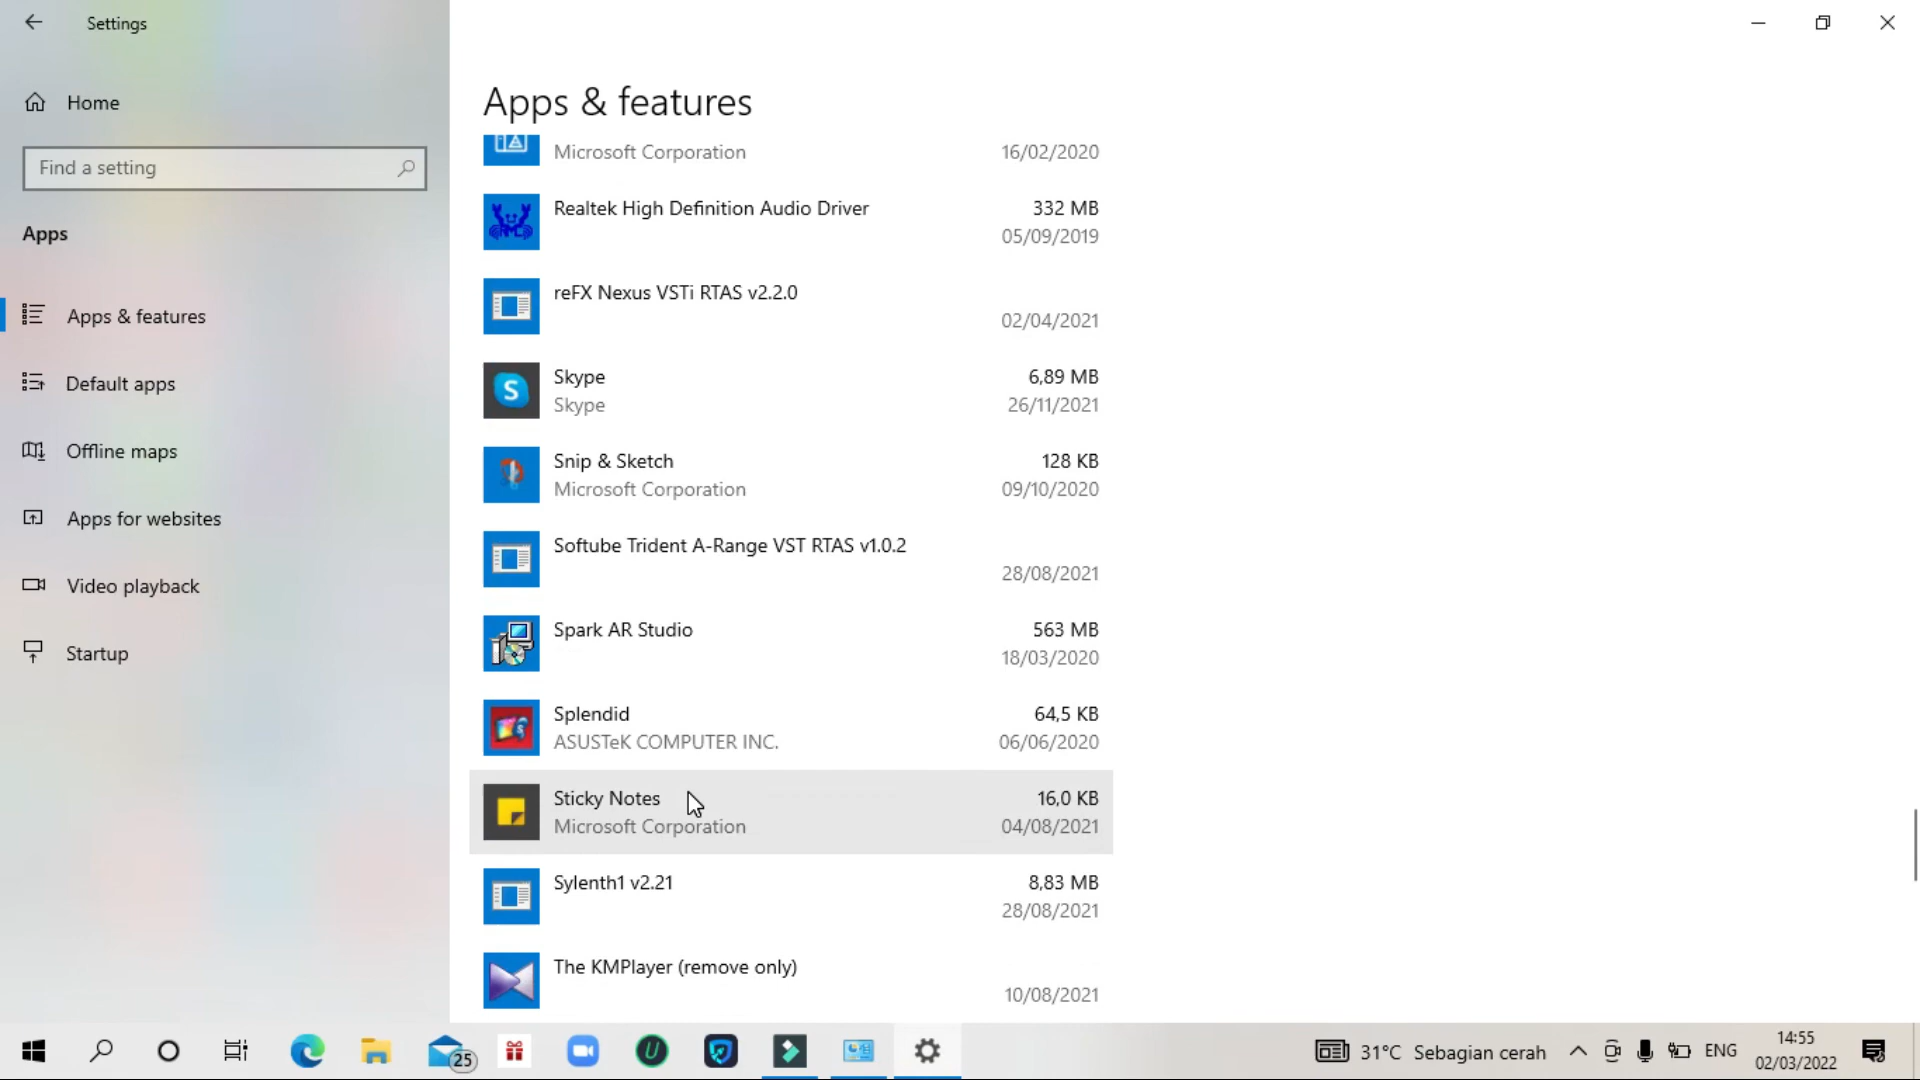 Settings
Home
Find a setting
Apps
Apps & features
Default apps
Offline maps
Apps for websites
Video playback
Startup
Apps & features
Microsoft Corporation 16/02/2020
Realtek High Definition Audio Driver 332 MB
05/09/2019
reFX Nexus VSTi RTAS v2.2.0
02/04/2021
Skype 6,89 MB
Skype 26/11/2021
Snip & Sketch 128 KB
Microsoft Corporation 09/10/2020
Softube Trident A-Range VST RTAS v1.0.2
28/08/2021
Spark AR Studio 563 MB
18/03/2020
Splendid 64,5 KB
ASUSTeK COMPUTER INC. 06/06/2020
Sticky Notes 16,0 KB
Microsoft Corporation 04/08/2021
Sylenth1 v2.21 8,83 MB
28/08/2021
The KMPlayer (remove only)
10/08/2021
25
31°C Sebagian cerah
ENG
14:55
02/03/2022